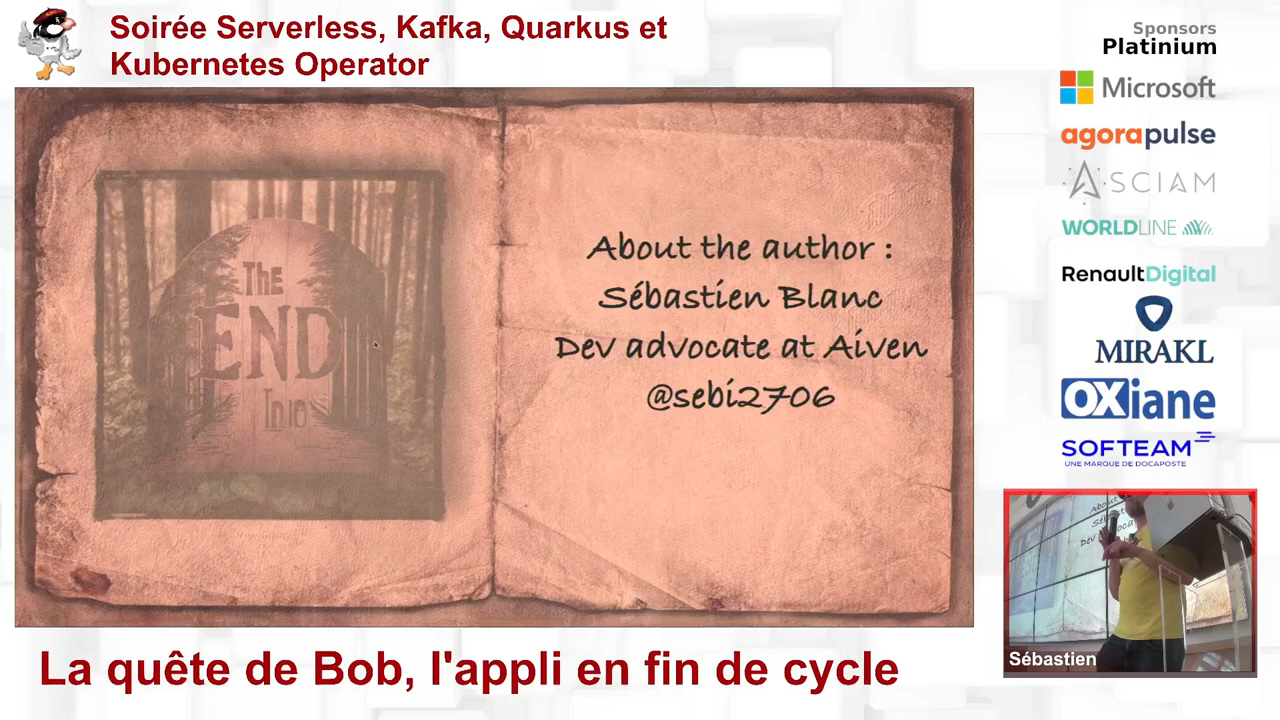 Soirée Serverless, Kafka, Quarkus et
Kubernetes Operator
Sponsors
Platinium
Microsoft
agorapulse
ASCIAM
WORLDLINE
RenaultDigital
MIRAKL
OXiane
SOFTEAM
UNE MARQUE DE DOCAPOSTE
The
END
About the author :
Sébastien Blanc
Dev advocate at Aiven
@sebi2706
Sébastien
La quête de Bob, l'appli en fin de cycle